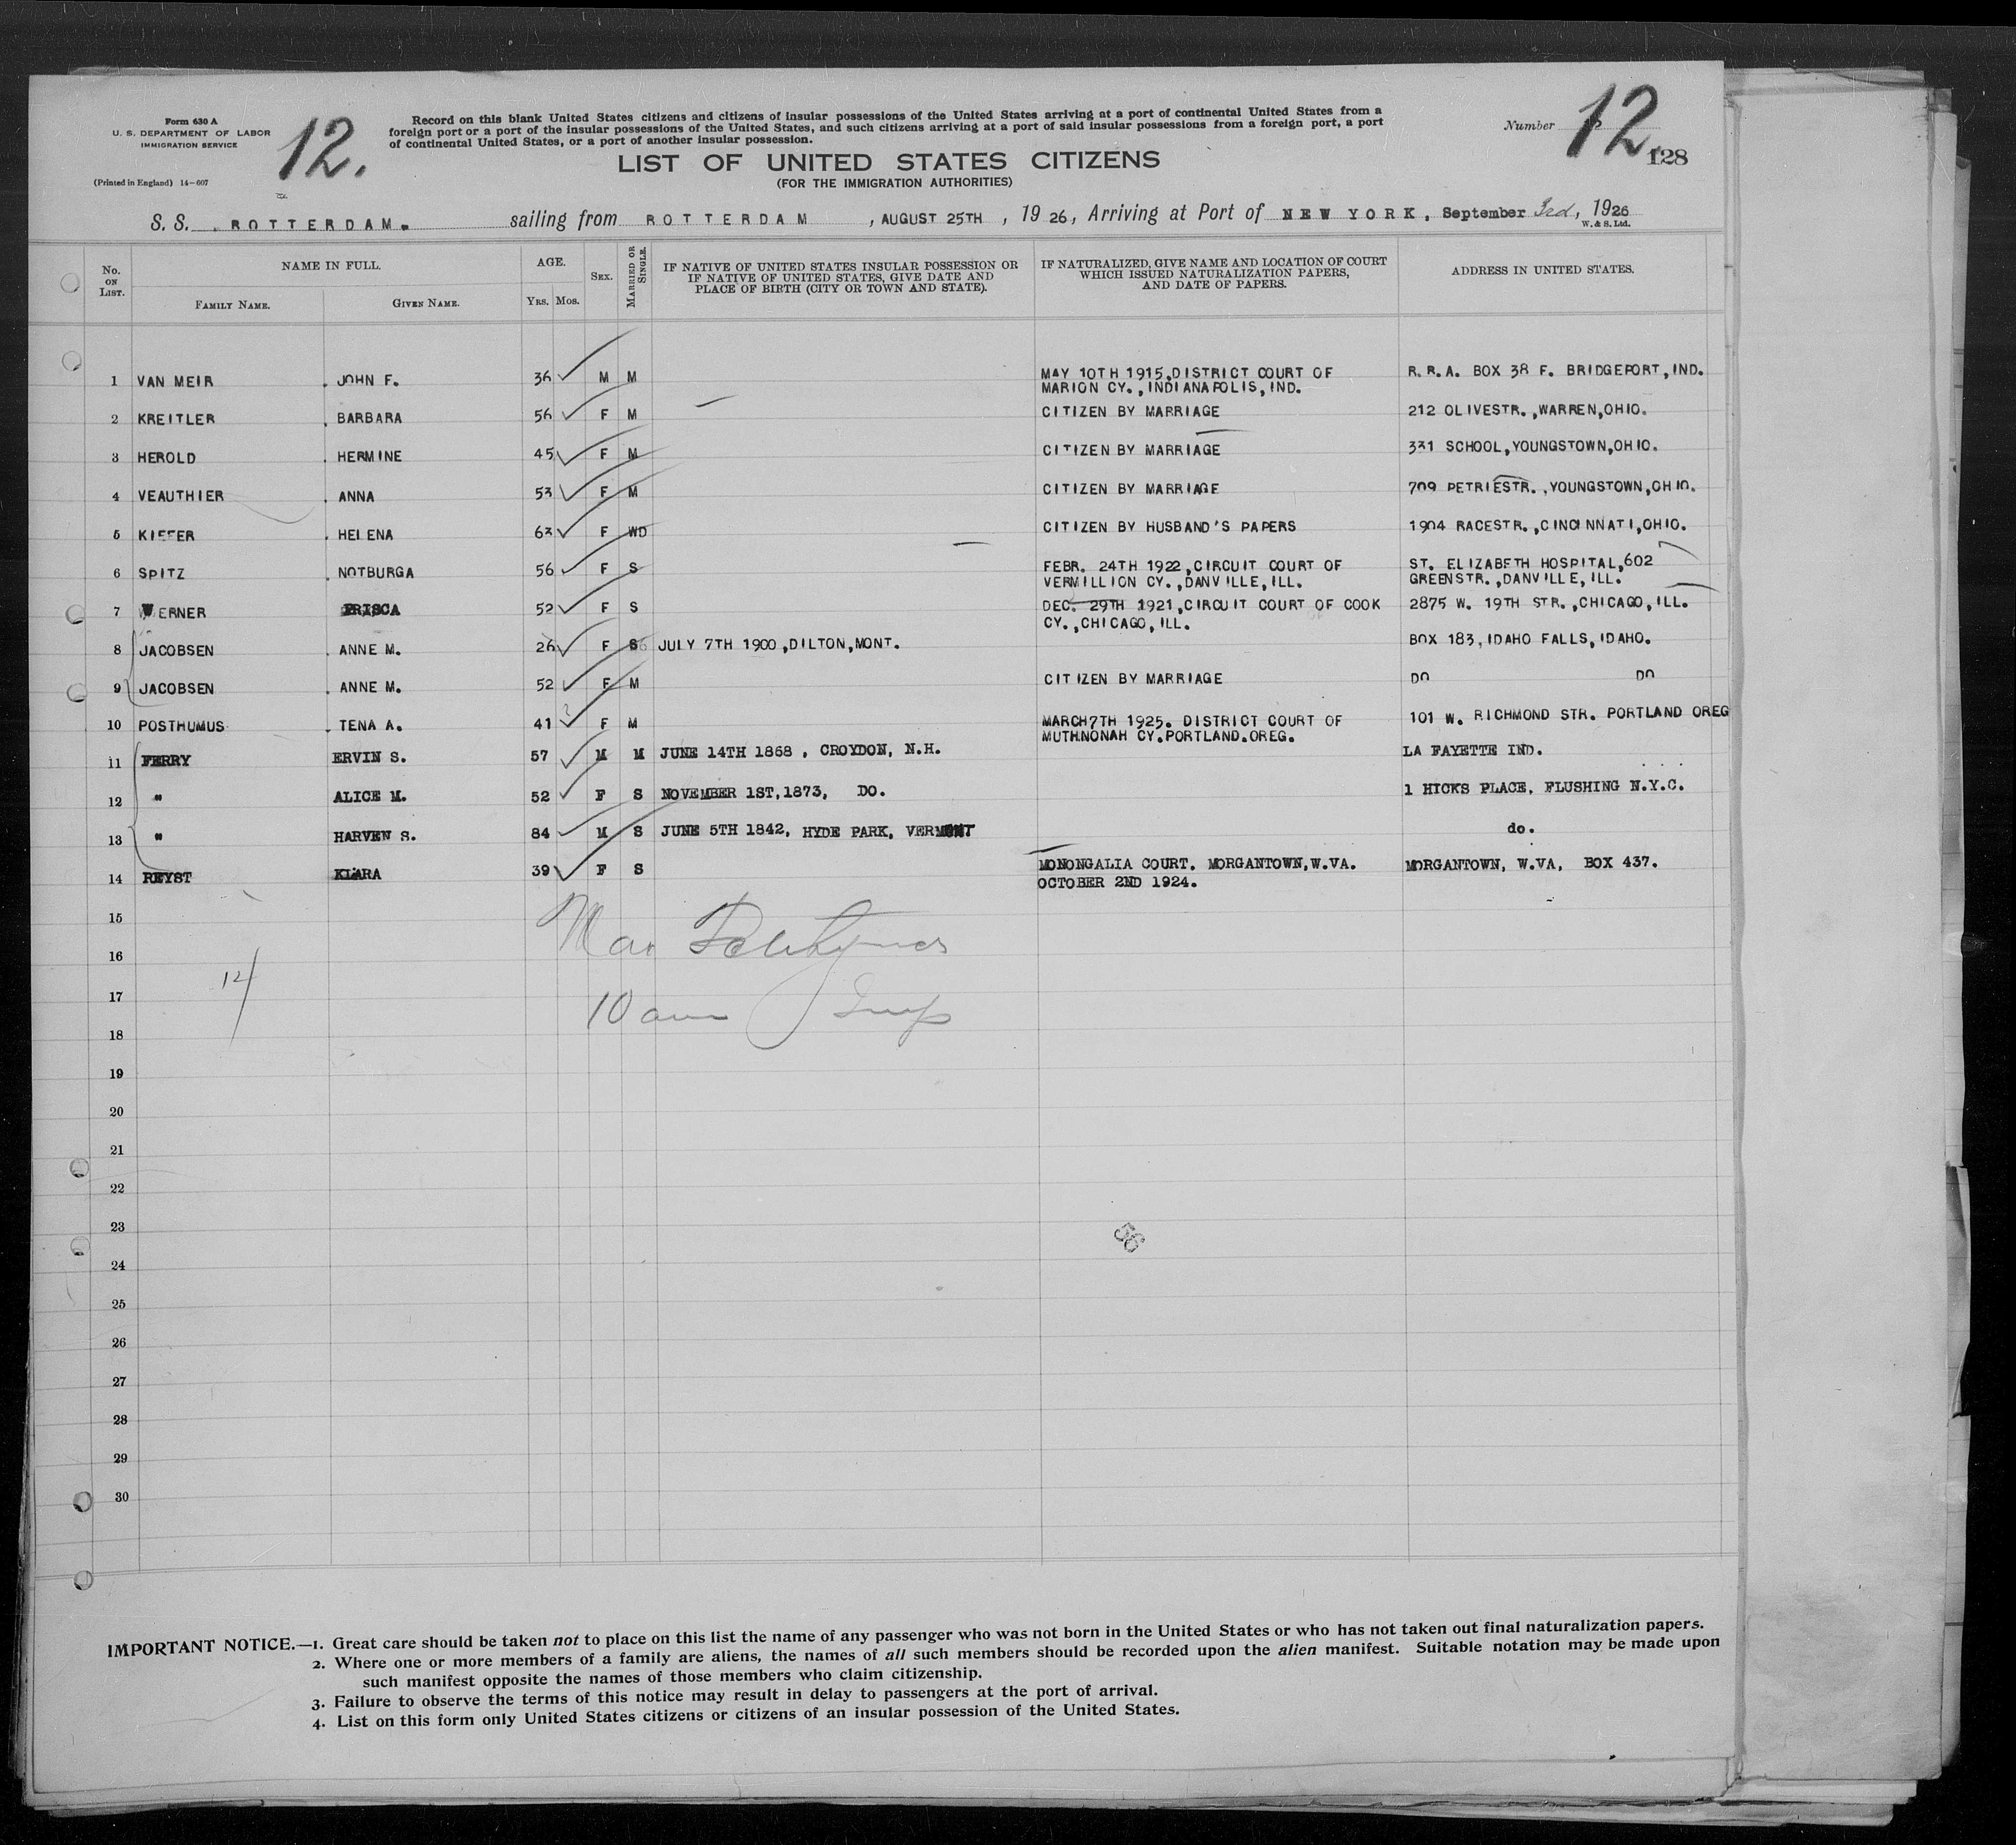 Form 630 A
U. S. DEPARTMENT OF LABOR
IMMIGRATION SERVICE
(Printed in England) 14-607
12.
Record on this blank United States citizens and citizens of insular possessions of the United States arriving at a port of continental United States from a
foreign port or a port of the insular possessions of the United States, and such citizens arriving at a port of said insular possessions from a foreign port, a port
of continental United States, or a port of another insular possession.
Number 12
128
LIST OF UNITED STATES CITIZENS
(FOR THE IMMIGRATION AUTHORITIES)
S. S. ROTTERDAM. sailing from ROTTERDAM, AUGUST 25TH, 1926, Arriving at Port of NEW YORK, September 3rd, 1926
W. & S. Ltd.
No. ON LIST. NAME IN FULL. AGE. SEX. MARRIED OR SINGLE. IF NATIVE OF UNITED STATES INSULAR POSSESSION OR IF NATIVE OF UNITED STATES, GIVE DATE AND PLACE OF BIRTH (CITY OR TOWN AND STATE). IF NATURALIZED, GIVE NAME AND LOCATION OF COURT WHICH ISSUED NATURALIZATION PAPERS, AND DATE OF PAPERS. ADDRESS IN UNITED STATES.
FAMILY NAME. GIVEN NAME. YRS. MOS.
1 VAN MEIR JOHN F. 36 M M MAY 10TH 1915,DISTRICT COURT OF R.R.A. BOX 38 F. BRIDGEPORT,IND.
MARION CY.,INDIANAPOLIS,IND.
2 KREITLER BARBARA 56 F M CITIZEN BY MARRIAGE 212 OLIVESTR.,WARREN,OHIO.
3 HEROLD HERMINE 45 F M CITIZEN BY MARRIAGE 331 SCHOOL,YOUNGSTOWN,OHIO.
4 VEAUTHIER ANNA 53 F M CITIZEN BY MARRIAGE 709 PETRIESTR.,YOUNGSTOWN,OHIO.
5 KIEFER HELENA 63 F WD CITIZEN BY HUSBAND'S PAPERS 1904 RACESTR.,CINCINNATI,OHIO.
6 SPITZ NOTBURGA 56 F S FEBR. 24TH 1922,CIRCUIT COURT OF ST. ELIZABETH HOSPITAL,602
VERMILLION CY.,DANVILLE,ILL. GREENSTR.,DANVILLE,ILL.
7 WERNER PRISCA 52 F S DEC. 29TH 1921,CIRCUIT COURT OF COOK 2875 W. 19TH STR.,CHICAGO,ILL.
CY.,CHICAGO,ILL.
8 JACOBSEN ANNE M. 26 F S JULY 7TH 1900,DILTON,MONT. BOX 183,IDAHO FALLS,IDAHO.
9 JACOBSEN ANNE M. 52 F M CITIZEN BY MARRIAGE DO DO
10 POSTHUMUS TENA A. 41 F M MARCH7TH 1925. DISTRICT COURT OF 101 W. RICHMOND STR. PORTLAND OREG
MUTHNONAH CY.PORTLAND.OREG.
11 FERRY ERVIN S. 57 M M JUNE 14TH 1868, CROYDON, N.H. LA FAYETTE IND.
12 " ALICE M. 52 F S NOVEMBER 1ST,1873, DO. 1 HICKS PLACE, FLUSHING N.Y.C.
13 " HARVEN S. 84 M S JUNE 5TH 1842, HYDE PARK, VERMONT do.
14 REYST KLARA 39 F S MONONGALIA COURT. MORGANTOWN,W.VA. MORGANTOWN, W.VA, BOX 437.
OCTOBER 2ND 1924.
15
16
17
18
19
20
21
22
23
24
25
26
27
28
29
30
14
10 am Insp
56
IMPORTANT NOTICE.—1. Great care should be taken not to place on this list the name of any passenger who was not born in the United States or who has not taken out final naturalization papers.
2. Where one or more members of a family are aliens, the names of all such members should be recorded upon the alien manifest. Suitable notation may be made upon
such manifest opposite the names of those members who claim citizenship.
3. Failure to observe the terms of this notice may result in delay to passengers at the port of arrival.
4. List on this form only United States citizens or citizens of an insular possession of the United States.